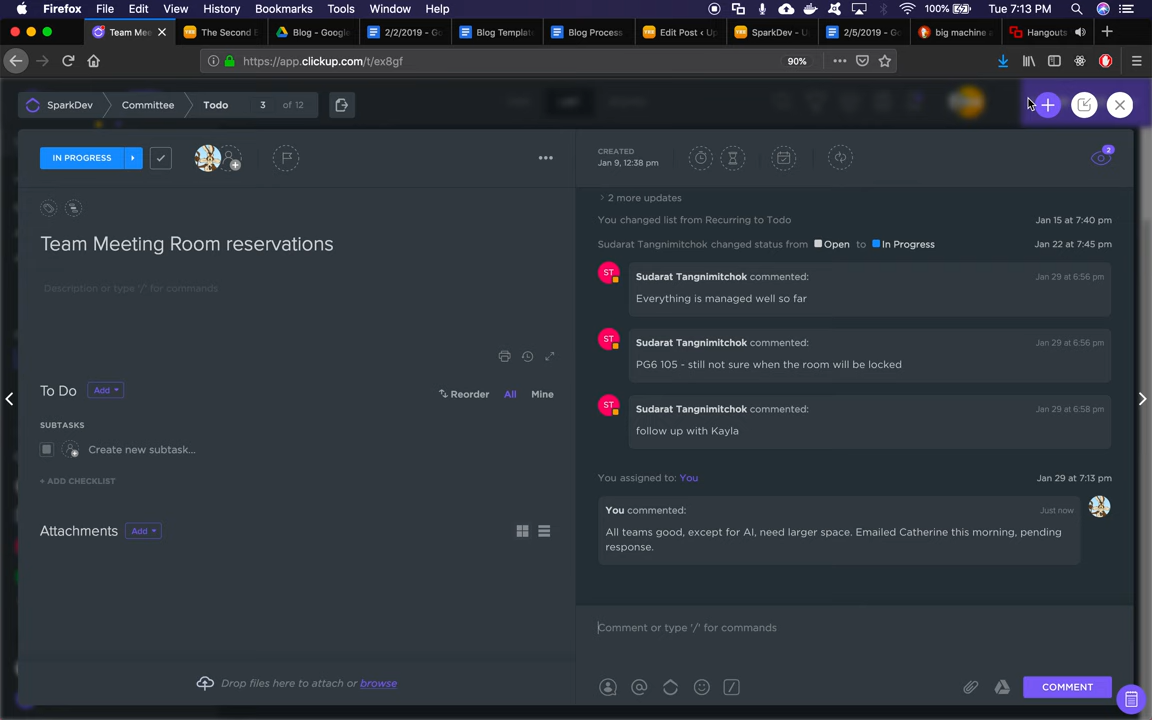 Firefox File Edit View History Bookmarks Tools Window Help 100% Tue 7:13 PM
Team Mee The Second E Blog - Google 2/2/2019 - Go Blog Templat Blog Process Edit Post ‹ Up SparkDev - U 2/5/2019 - Go big machine a Hangouts
https://app.clickup.com/t/ex8gf 90%
SparkDev Committee Todo 3 of 12
IN PROGRESS
CREATED
Jan 9, 12:38 pm
2
2 more updates
You changed list from Recurring to Todo Jan 15 at 7:40 pm
Sudarat Tangnimitchok changed status from Open to In Progress Jan 22 at 7:45 pm
Team Meeting Room reservations
Description or type '/' for commands
ST Sudarat Tangnimitchok commented: Jan 29 at 6:56 pm
Everything is managed well so far
ST Sudarat Tangnimitchok commented: Jan 29 at 6:56 pm
PG6 105 - still not sure when the room will be locked
ST Sudarat Tangnimitchok commented: Jan 29 at 6:58 pm
follow up with Kayla
To Do Add Reorder All Mine
SUBTASKS
Create new subtask...
+ ADD CHECKLIST
Attachments Add
You assigned to: You Jan 29 at 7:13 pm
You commented: Just now
All teams good, except for AI, need larger space. Emailed Catherine this morning, pending
response.
Comment or type '/' for commands
Drop files here to attach or browse
COMMENT